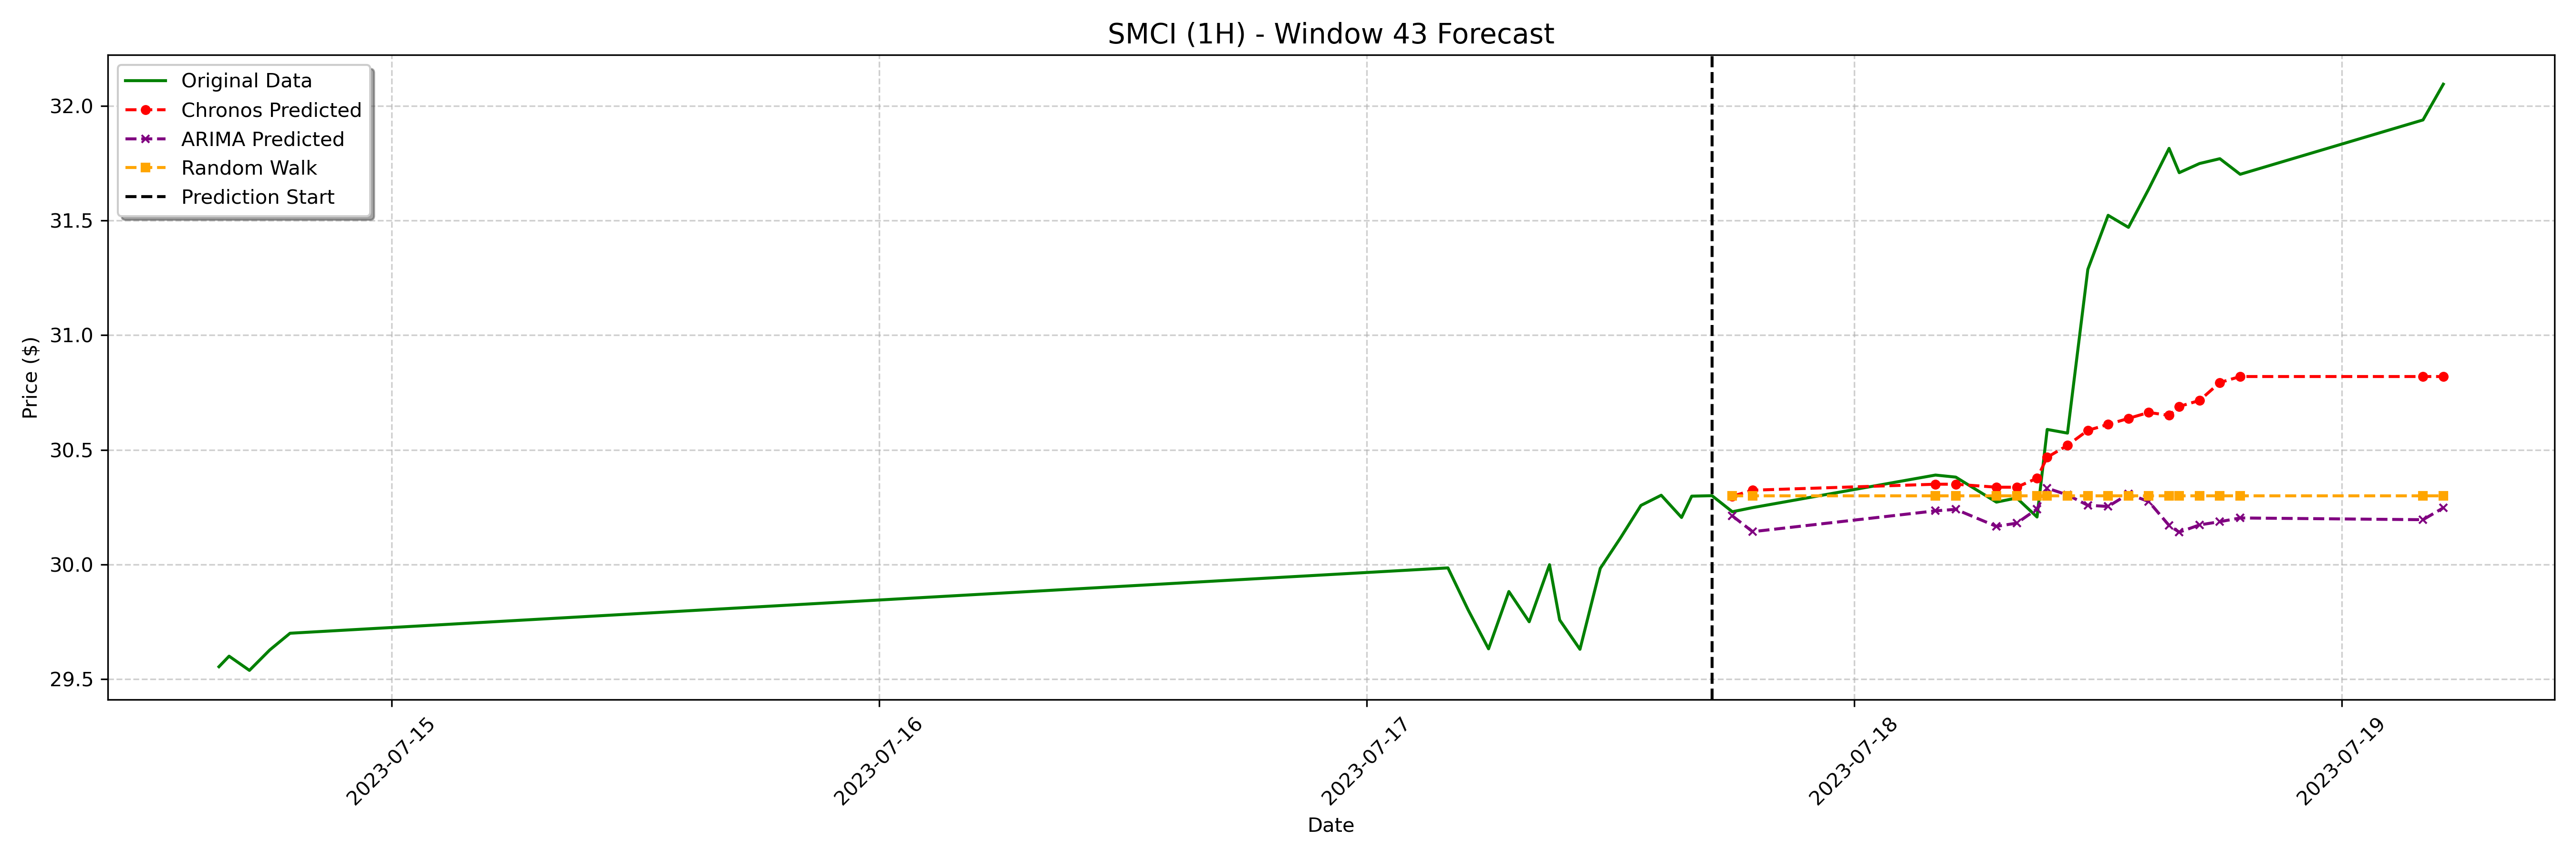 SMCI (1H) - Window 43 Forecast
Original Data
Chronos Predicted
ARIMA Predicted
Random Walk
Prediction Start
Price ($)
32.0
31.5
31.0
30.5
30.0
29.5
2023-07-15
2023-07-16
2023-07-17
2023-07-18
2023-07-19
Date